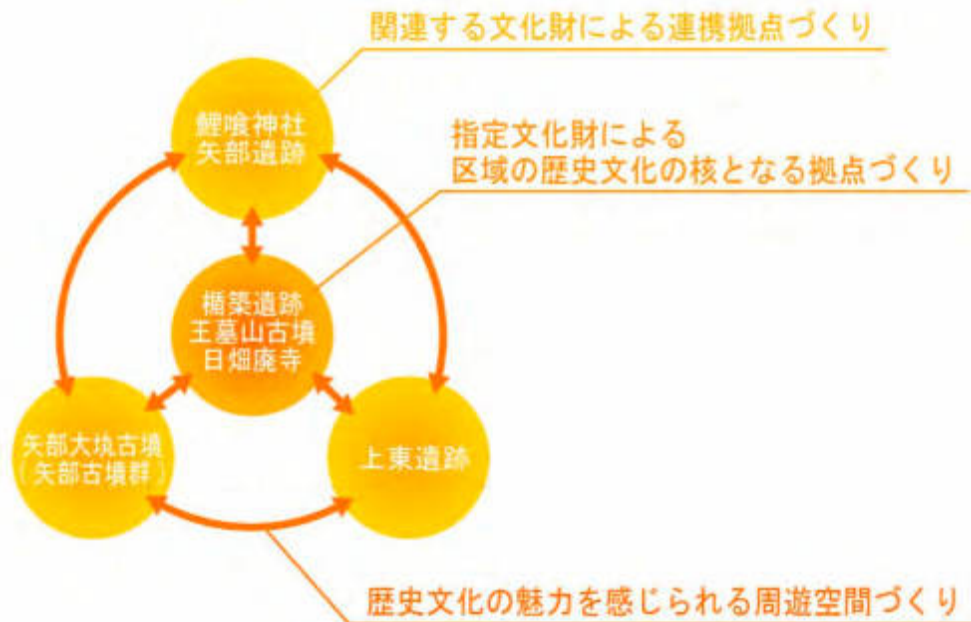 関連する文化財による連携拠点づくり
鯉喰神社
矢部遺跡
指定文化財による
区域の歴史文化の核となる拠点づくり
楯築遺跡
王墓山古墳
日畑廃寺
矢部大坑古墳
(矢部古墳群)
上東遺跡
歴史文化の魅力を感じられる周遊空間づくり